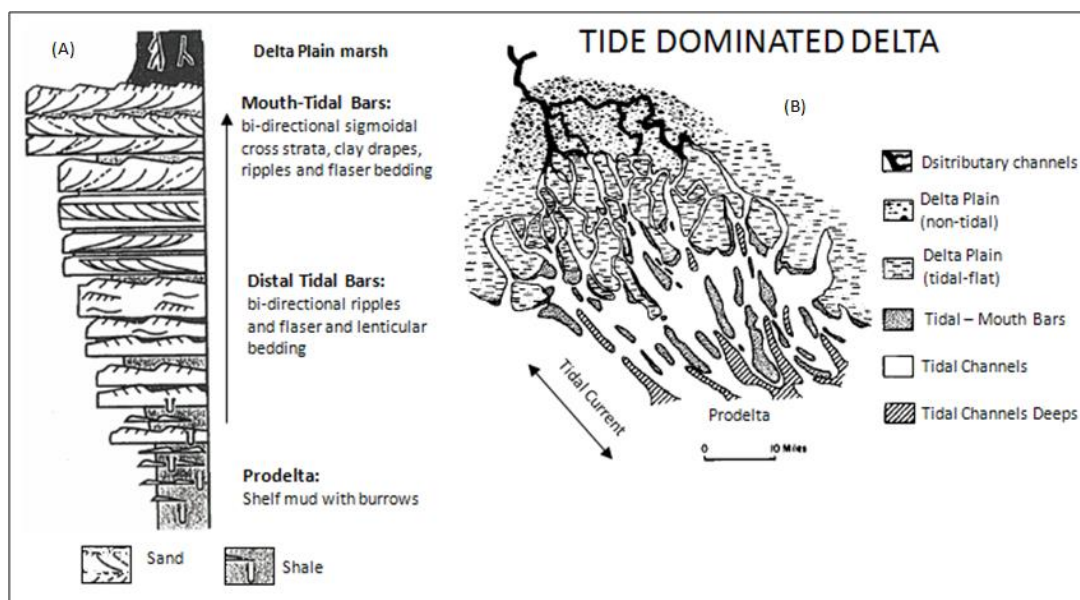 (A)
Delta Plain marsh
Mouth-Tidal Bars:
bi-directional sigmoidal
cross strata, clay drapes,
ripples and flaser bedding
Distal Tidal Bars:
bi-directional ripples
and flaser and lenticular
bedding
Prodelta:
Shelf mud with burrows
Sand
Shale
TIDE DOMINATED DELTA
(B)
Dsitributary channels
Delta Plain
(non-tidal)
Delta Plain
(tidal-flat)
Tidal – Mouth Bars
Tidal Channels
Tidal Channels Deeps
Tidal Current
Prodelta
0 10 Miles